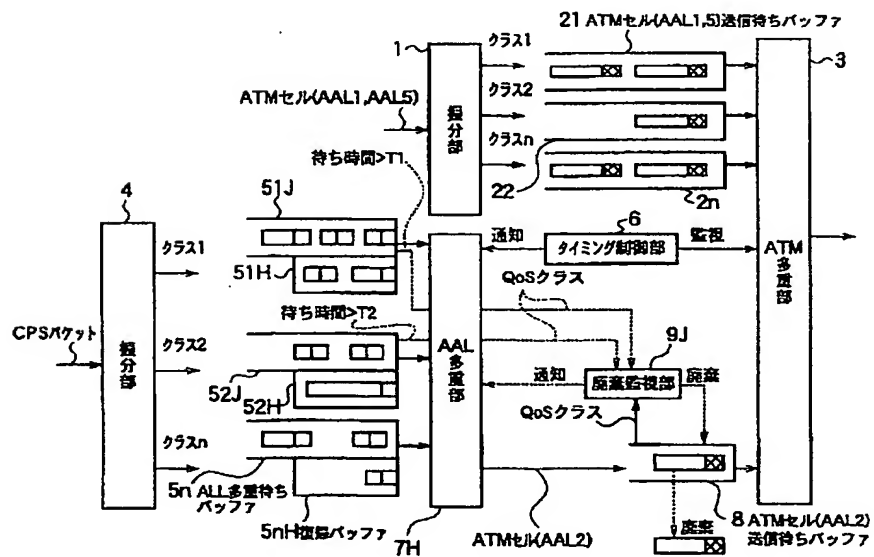 21 ATMセル(AAL1,5)送信待ちバッファ
1
クラス1
3
ATMセル(AAL1,AAL5)
クラス2
振分部
クラスn
待ち時間>T1
22
2n
4
51J
6
クラス1
通知
タイミング制御部
監視
ATM多重部
51H
QoSクラス
待ち時間>T2
CPSパケット
振分部
クラス2
AAL多重部
9J
通知
廃棄監視部
廃棄
52J
52H
QoSクラス
クラスn
5n ALL多重待ち
バッファ
5nH復録バッファ
7H
ATMセル(AAL2)
廃棄
8 ATMセル(AAL2)
送信待ちバッファ